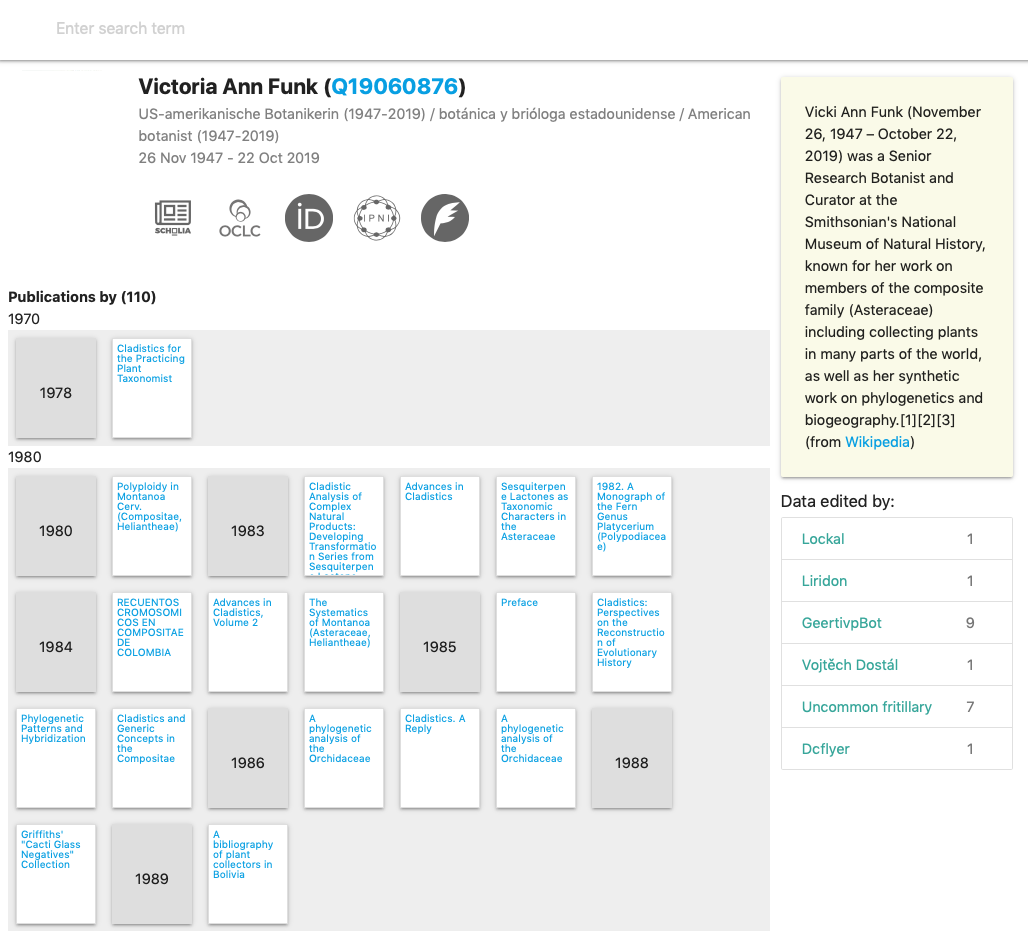 Enter search term
Victoria Ann Funk (Q19060876)
US-amerikanische Botanikerin (1947-2019) / botánica y brióloga estadounidense / American
botanist (1947-2019)
26 Nov 1947 - 22 Oct 2019
SCHOLIA
OCLC
iD
IPNI
Publications by (110)
1970
1978
Cladistics for
the Practicing
Plant
Taxonomist
1980
1980
Polyploidy in
Montanoa
Cerv.
(Compositae,
Heliantheae)
1983
Cladistic
Analysis of
Complex
Natural
Products:
Developing
Transformatio
n Series from
Sesquiterpen
Advances in
Cladistics
Sesquiterpen
e Lactones as
Taxonomic
Characters in
the
Asteraceae
1982. A
Monograph of
the Fern
Genus
Platycerium
(Polypodiacea
e)
1984
RECUENTOS
CROMOSOMI
COS EN
COMPOSITAE
DE
COLOMBIA
Advances in
Cladistics,
Volume 2
The
Systematics
of Montanoa
(Asteraceae,
Heliantheae)
1985
Preface
Cladistics:
Perspectives
on the
Reconstructio
n of
Evolutionary
History
Phylogenetic
Patterns and
Hybridization
Cladistics and
Generic
Concepts in
the
Compositae
1986
A
phylogenetic
analysis of
the
Orchidaceae
Cladistics. A
Reply
A
phylogenetic
analysis of
the
Orchidaceae
1988
Griffiths'
"Cacti Glass
Negatives"
Collection
1989
A
bibliography
of plant
collectors in
Bolivia
Vicki Ann Funk (November
26, 1947 – October 22,
2019) was a Senior
Research Botanist and
Curator at the
Smithsonian's National
Museum of Natural History,
known for her work on
members of the composite
family (Asteraceae)
including collecting plants
in many parts of the world,
as well as her synthetic
work on phylogenetics and
biogeography.[1][2][3]
(from Wikipedia)
Data edited by:
Lockal 1
Liridon 1
GeertivpBot 9
Vojtěch Dostál 1
Uncommon fritillary 7
Dcflyer 1